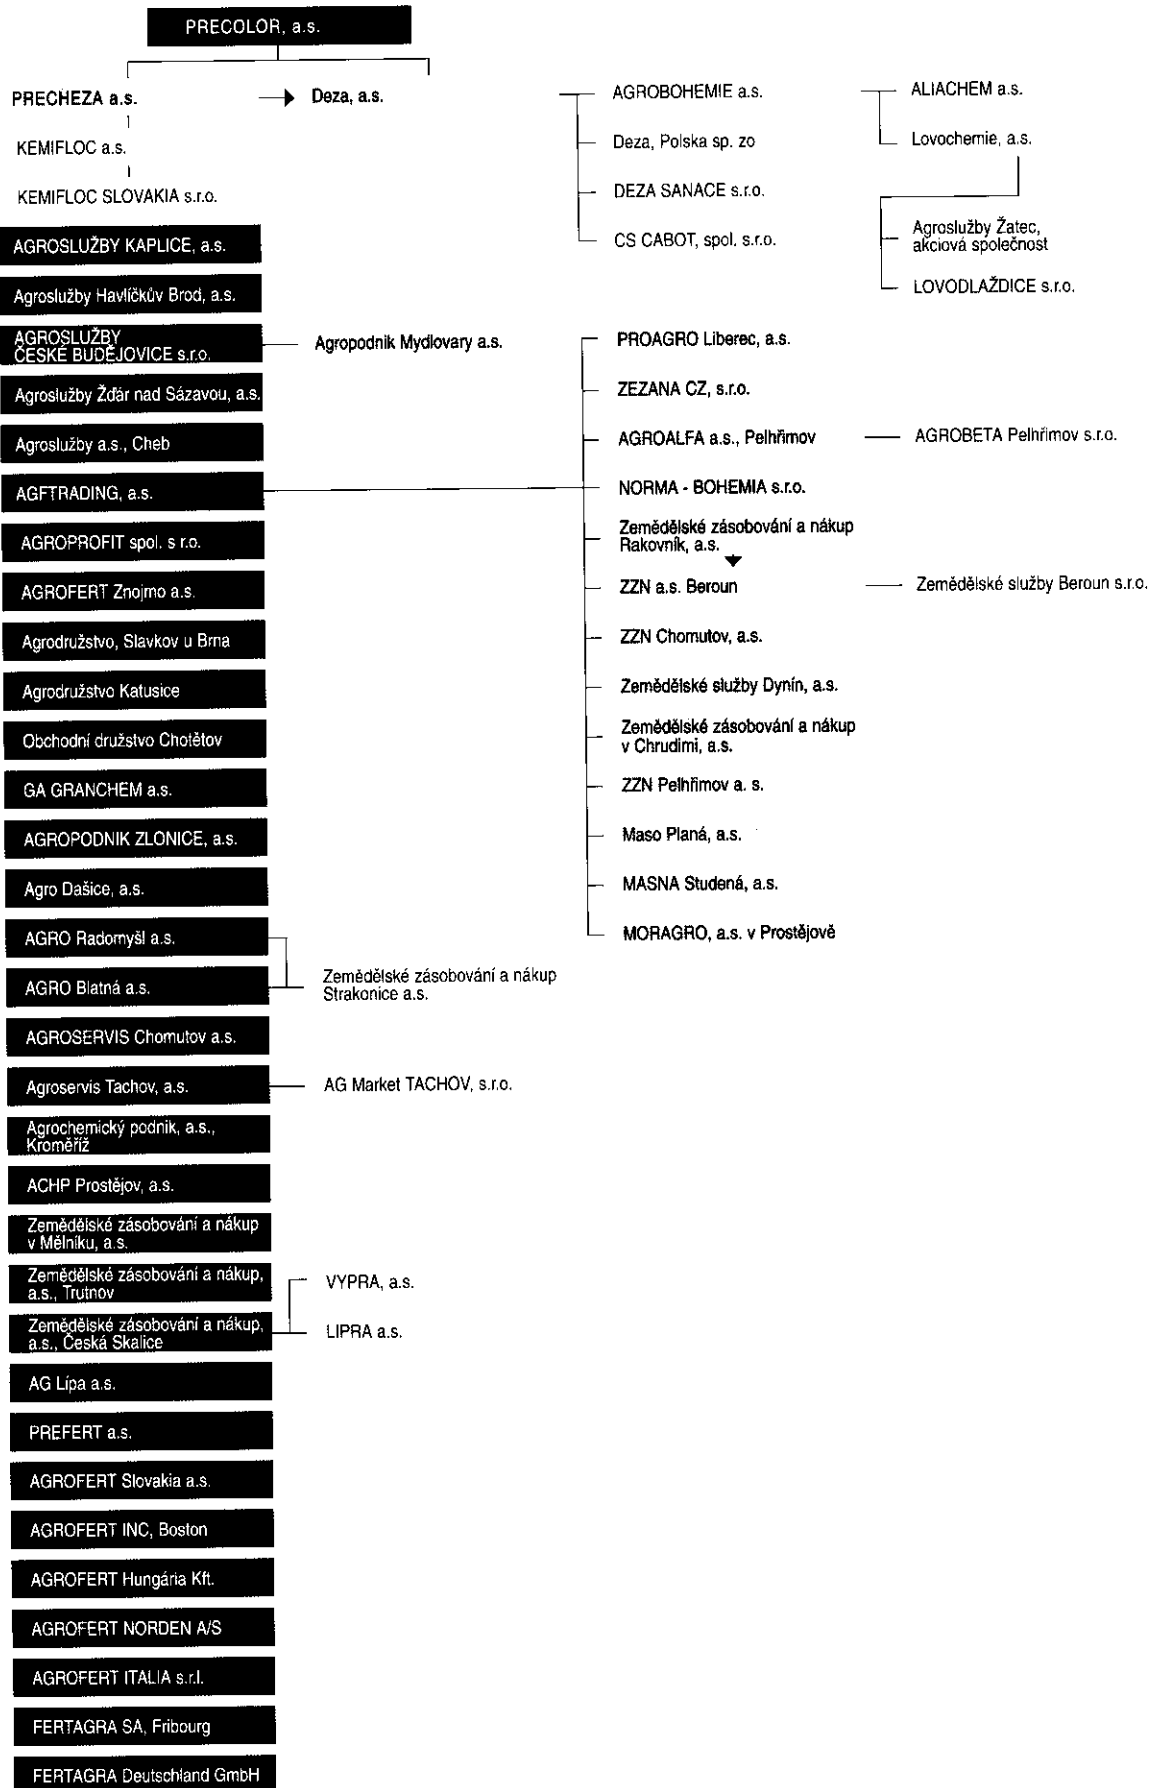 PRECOLOR, a.s.
PRECHEZA a.s.
Deza, a.s.
KEMIFLOC a.s.
KEMIFLOC SLOVAKIA s.r.o.
AGROBOHEMIE a.s.
Deza, Polska sp. zo
DEZA SANACE s.r.o.
CS CABOT, spol. s.r.o.
ALIACHEM a.s.
Lovochemie, a.s.
Agroslužby Žatec,
akciová společnost
LOVODLAŽDICE s.r.o.
AGROSLUŽBY KAPLICE, a.s.
Agroslužby Havlíčkův Brod, a.s.
AGROSLUŽBY
ČESKÉ BUDĚJOVICE s.r.o.
Agropodnik Mydlovary a.s.
Agroslužby Žďár nad Sázavou, a.s.
Agroslužby a.s., Cheb
AGFTRADING, a.s.
PROAGRO Liberec, a.s.
ZEZANA CZ, s.r.o.
AGROALFA a.s., Pelhřimov
AGROBETA Pelhřimov s.r.o.
NORMA - BOHEMIA s.r.o.
Zemědělské zásobování a nákup
Rakovník, a.s.
ZZN a.s. Beroun
Zemědělské služby Beroun s.r.o.
ZZN Chomutov, a.s.
Zemědělské služby Dynín, a.s.
Zemědělské zásobování a nákup
v Chrudimi, a.s.
ZZN Pelhřimov a. s.
Maso Planá, a.s.
MASNA Studená, a.s.
MORAGRO, a.s. v Prostějově
AGROPROFIT spol. s r.o.
AGROFERT Znojmo a.s.
Agrodružstvo, Slavkov u Brna
Agrodružstvo Katusice
Obchodní družstvo Chotětov
GA GRANCHEM a.s.
AGROPODNIK ZLONICE, a.s.
Agro Dašice, a.s.
AGRO Radomyšl a.s.
AGRO Blatná a.s.
Zemědělské zásobování a nákup
Strakonice a.s.
AGROSERVIS Chomutov a.s.
Agroservis Tachov, a.s.
AG Market TACHOV, s.r.o.
Agrochemický podnik, a.s.,
Kroměříž
ACHP Prostějov, a.s.
Zemědělské zásobování a nákup
v Mělníku, a.s.
Zemědělské zásobování a nákup,
a.s., Trutnov
VYPRA, a.s.
Zemědělské zásobování a nákup,
a.s., Česká Skalice
LIPRA a.s.
AG Lípa a.s.
PREFERT a.s.
AGROFERT Slovakia a.s.
AGROFERT INC, Boston
AGROFERT Hungária Kft.
AGROFERT NORDEN A/S
AGROFERT ITALIA s.r.l.
FERTAGRA SA, Fribourg
FERTAGRA Deutschland GmbH